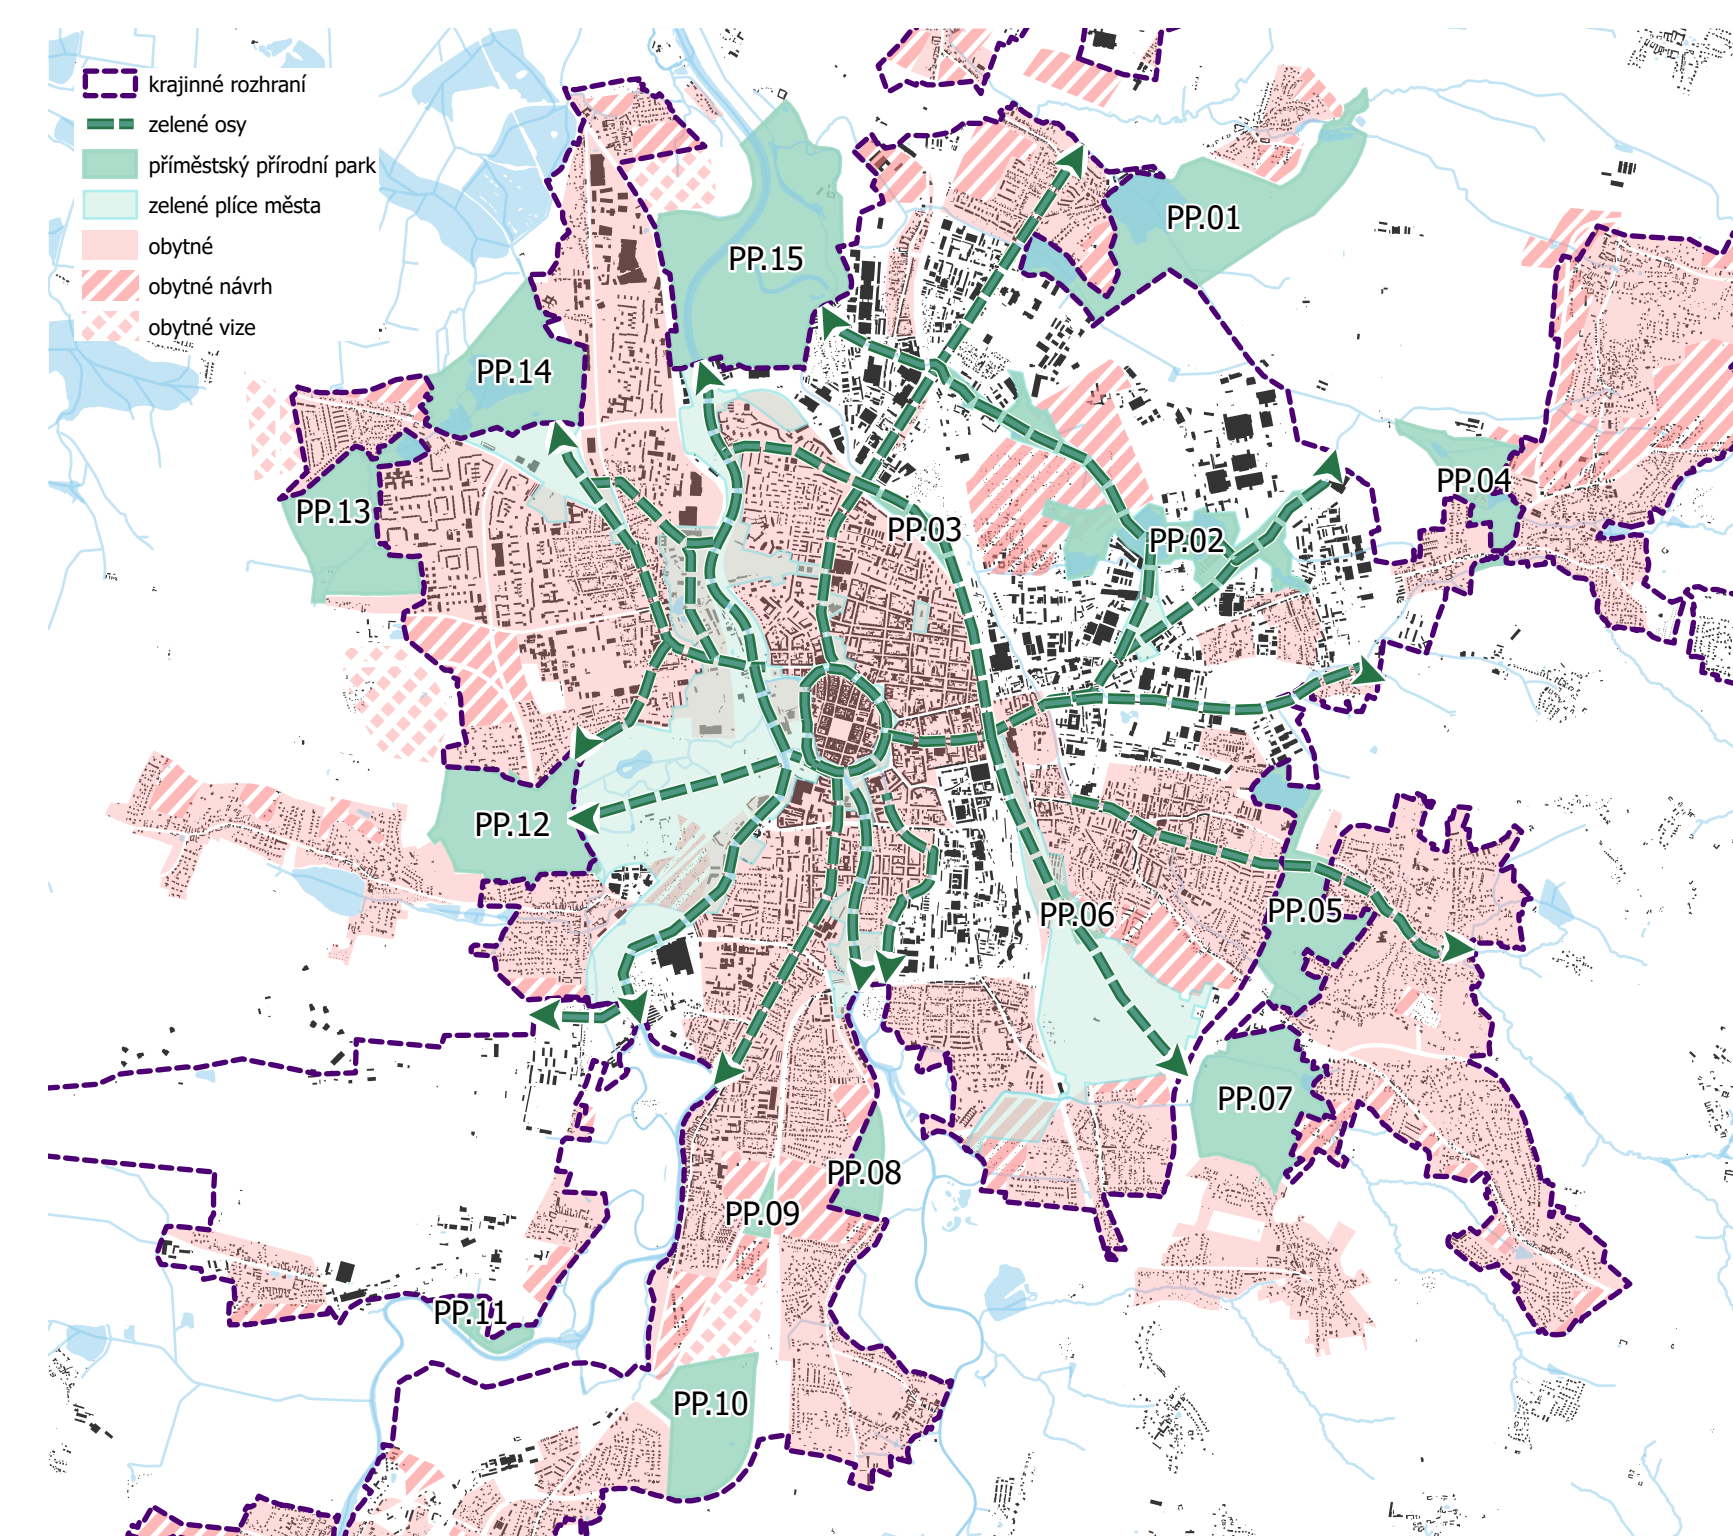 krajinné rozhraní
zelené osy
příměstský přírodní park
zelené plíce města
obytné
obytné návrh
obytné vize
PP.01
PP.15
PP.14
PP.04
PP.13
PP.03
PP.02
PP.12
PP.05
PP.06
PP.07
PP.08
PP.09
PP.11
PP.10